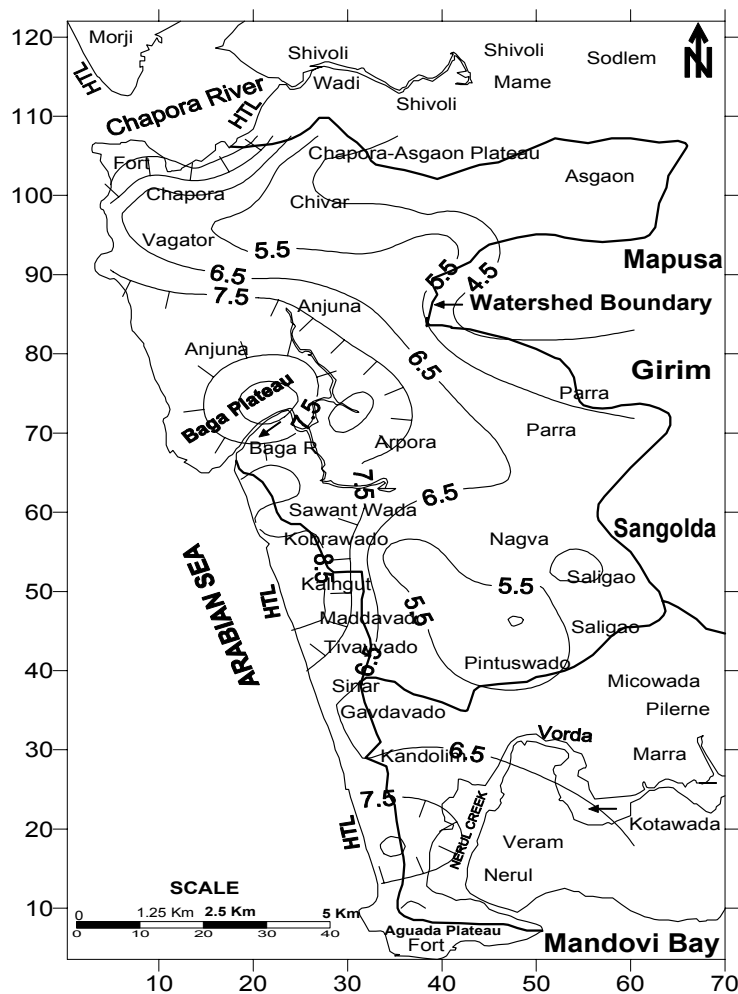 120
Morji
HTL
Shivoli
Wadi
Shivoli
Shivoli
Mame
Sodlem
N
110
Chapora River
HTL
Fort
Chapora-Asgaon Plateau
Asgaon
100
Chapora
Chivar
Vagator
5.5
5.5
4.5
Mapusa
90
6.5
7.5
Anjuna
Watershed Boundary
80
Anjuna
6.5
Girim
Parra
Baga Plateau
7.5
70
Baga R
Arpora
Parra
7.5
6.5
60
Sawant Wada
Sangolda
Kobrawado
Nagva
8.5
50
Kalngut
HTL
5.5
5.5
Saligao
ARABIAN SEA
Maddavado
Saligao
Tivayvado
40
6.5
Pintuswado
Sinar
Micowada
Gavdavado
Pilerne
30
Kandolim
6.5
Vorda
Marra
7.5
20
HTL
NERUL CREEK
Veram
Kotawada
Nerul
SCALE
10
0 1.25 Km 2.5 Km 5 Km
0 10 20 30 40
Aguada Plateau
Fort
Mandovi Bay
10 20 30 40 50 60 70